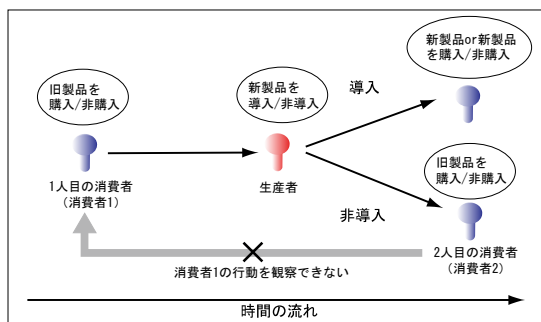 新製品or新製品
を購入/非購入
旧製品を
購入/非購入
新製品を
導入/非導入
導入
1人目の消費者
(消費者1)
生産者
旧製品を
購入/非購入
非導入
2人目の消費者
(消費者2)
消費者1の行動を観察できない
時間の流れ